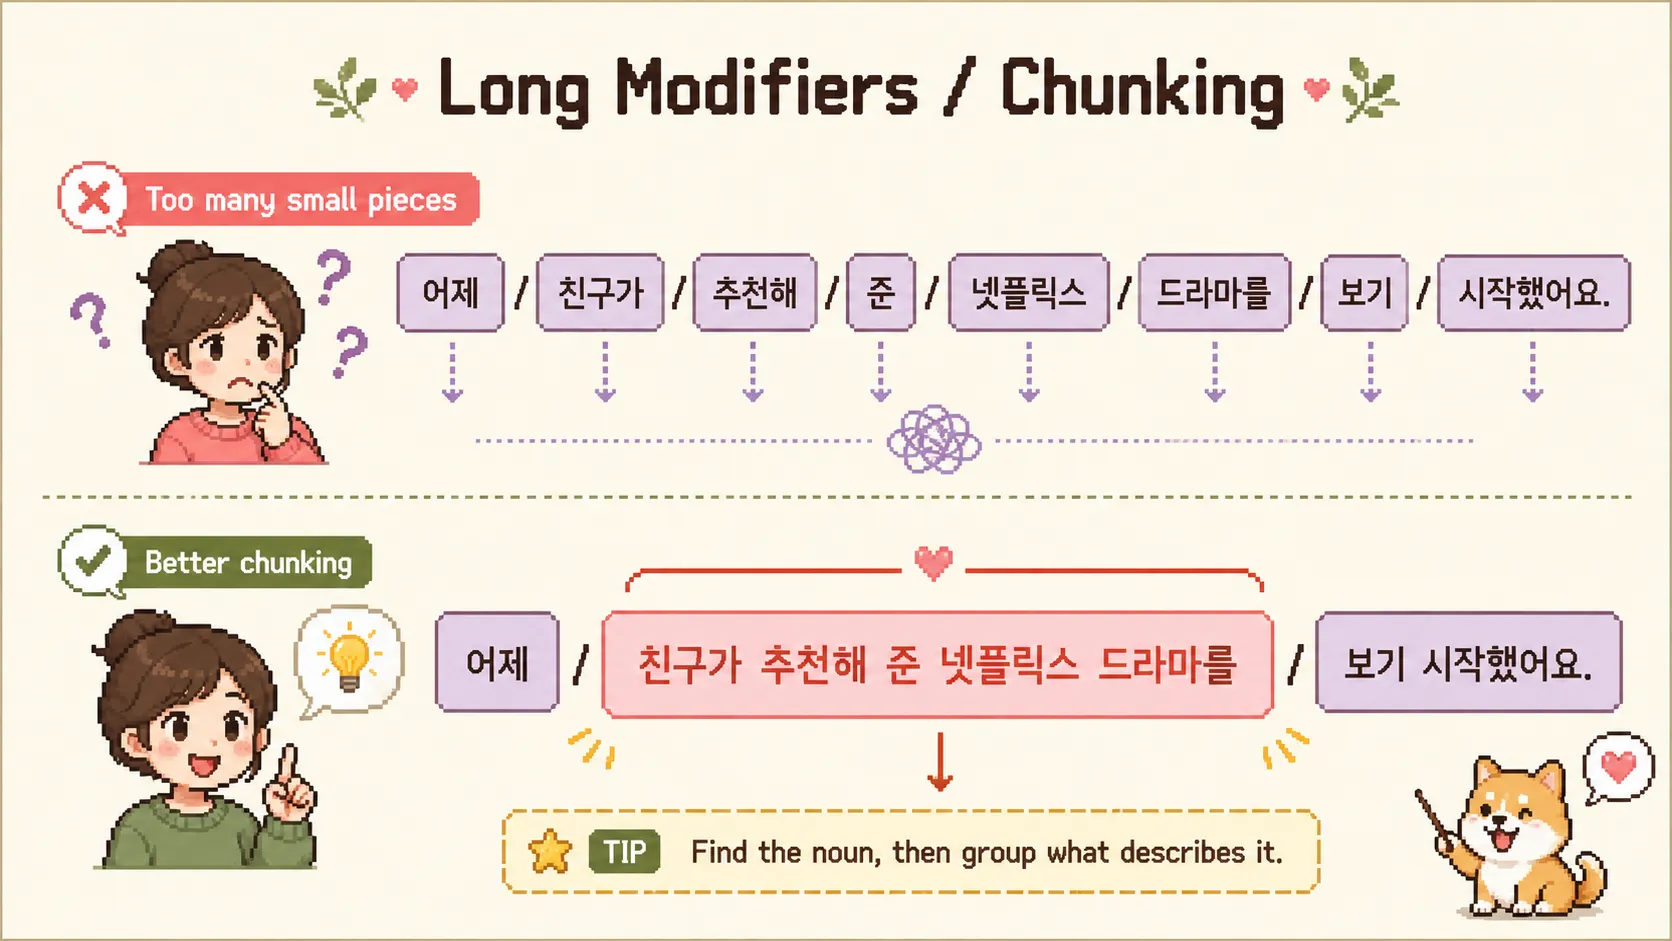 Long Modifiers / Chunking
Too many small pieces
어제 / 친구가 / 추천해 / 준 / 넷플릭스 / 드라마를 / 보기 / 시작했어요.
Better chunking
어제 / 친구가 추천해 준 넷플릭스 드라마를 / 보기 시작했어요.
TIP Find the noun, then group what describes it.